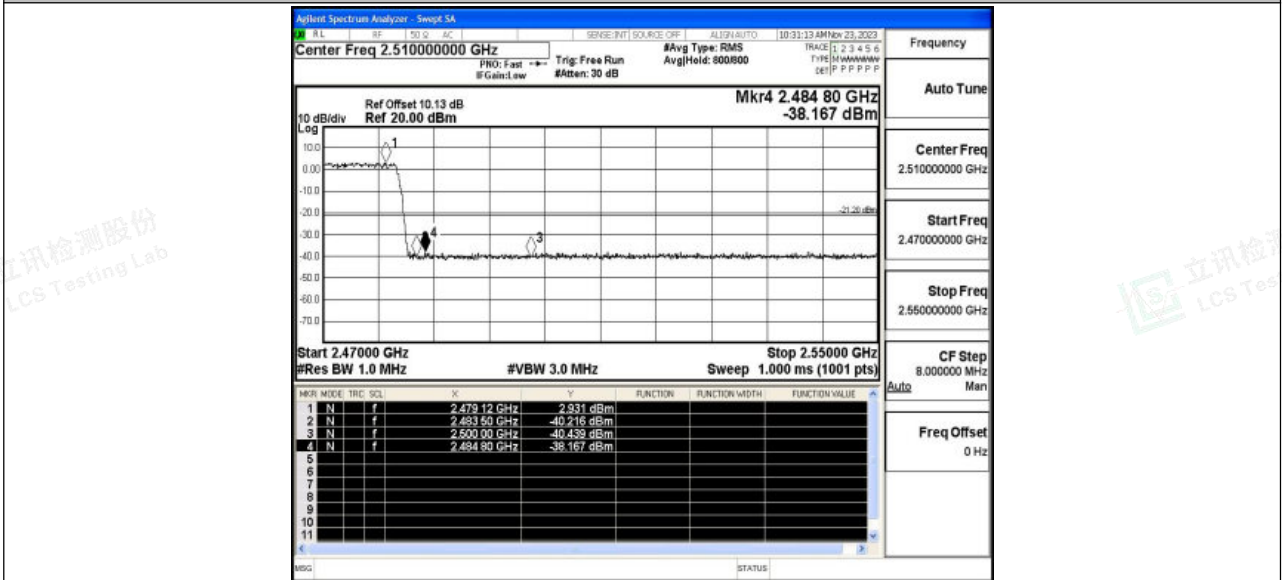 Agilent Spectrum Analyzer - Swept SA
RL RF 50 Ω AC SENSE:INT SOURCE OFF ALIGN AUTO 10:31:13 AM Nov 23, 2023
Center Freq 2.510000000 GHz
PNO: Fast
IFGain:Low
Trig: Free Run
#Atten: 30 dB
#Avg Type: RMS
Avg|Hold: 800/800
TRACE 1 2 3 4 5 6
TYPE M W W W W W
DET P P P P P P
Mkr4 2.484 80 GHz
-38.167 dBm
Ref Offset 10.13 dB
10 dB/div Ref 20.00 dBm
Log
10.0
0.00
-10.0
-20.0
-30.0
-40.0
-50.0
-60.0
-70.0
1
4
3
-21.20 dBm
Start 2.47000 GHz Stop 2.55000 GHz
#Res BW 1.0 MHz #VBW 3.0 MHz Sweep 1.000 ms (1001 pts)
MKR MODE TRC SCL X Y FUNCTION FUNCTION WIDTH FUNCTION VALUE
1 N f 2.479 12 GHz 2.931 dBm
2 N f 2.483 50 GHz -40.216 dBm
3 N f 2.500 00 GHz -40.439 dBm
4 N f 2.484 80 GHz -38.167 dBm
5
6
7
8
9
10
11
MSG STATUS
Frequency
Auto Tune
Center Freq
2.510000000 GHz
Start Freq
2.470000000 GHz
Stop Freq
2.550000000 GHz
CF Step
8.000000 MHz
Auto Man
Freq Offset
0 Hz
立讯检测股份
LCS Testing Lab
立讯检
LCS Tes